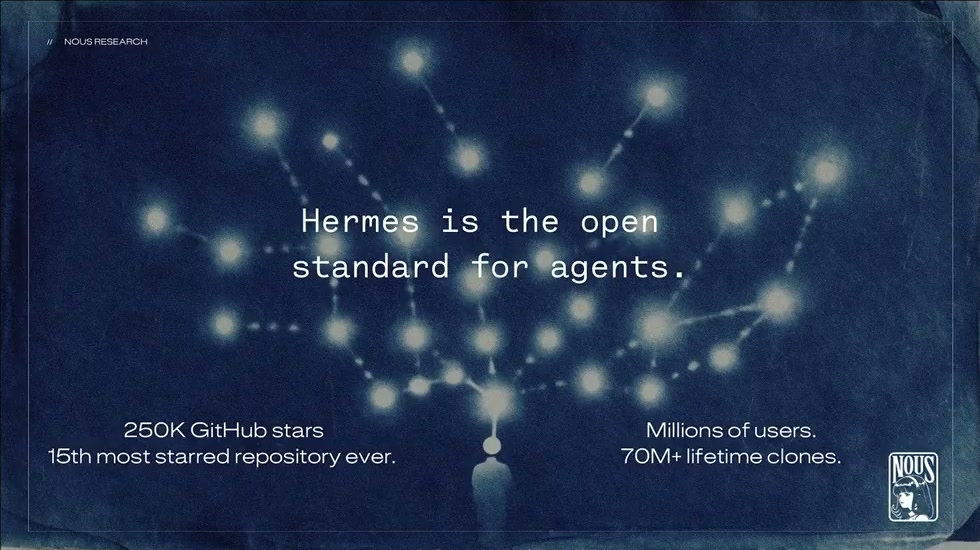 // NOUS RESEARCH
Hermes is the open
standard for agents.
250K GitHub stars
15th most starred repository ever.
Millions of users.
70M+ lifetime clones.
NOUS